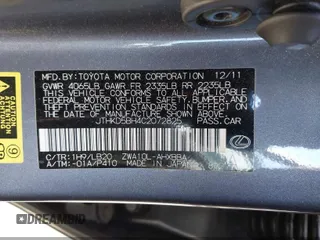 MFD. BY: TOYOTA MOTOR CORPORATION 12/11
GVWR 4065LB GAWR FR 2335LB RR 2235LB
THIS VEHICLE CONFORMS TO ALL APPLICABLE
FEDERAL MOTOR VEHICLE SAFETY, BUMPER, AND
THEFT PREVENTION STANDARDS IN EFFECT ON
THE DATE OF MANUFACTURE SHOWN ABOVE.
JTHKD5BH4C2072825 PASS.CAR
C/TR: 1H9/LB20 ZWA10L-AHXBBA
A/TM: -01A/P410 MADE IN JAPAN
DREAMBID